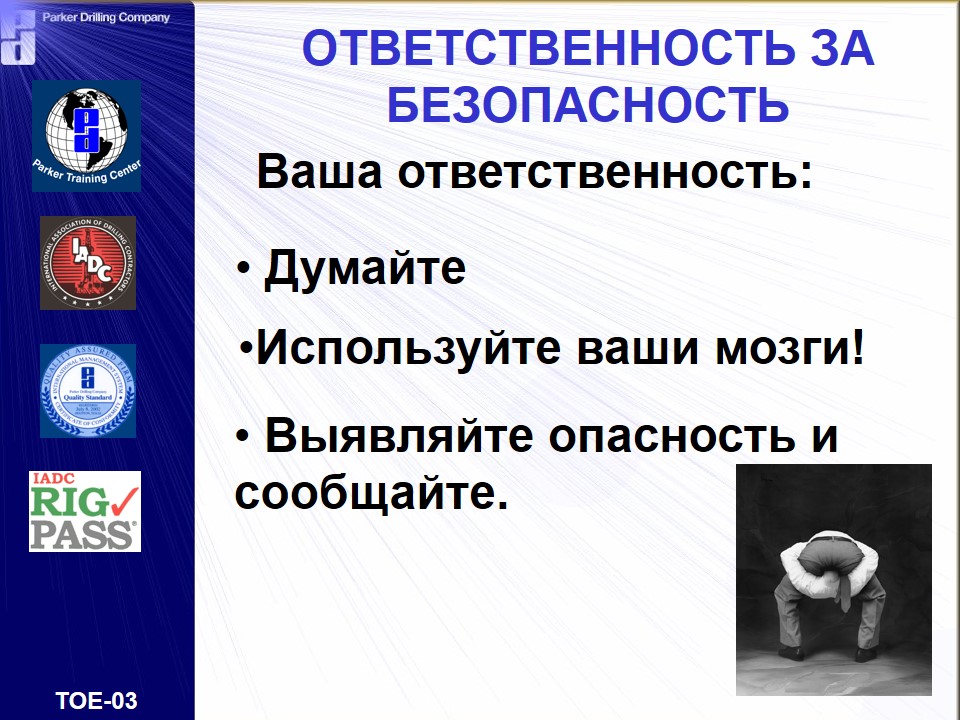 Parker Drilling Company
ОТВЕТСТВЕННОСТЬ ЗА
БЕЗОПАСНОСТЬ
Ваша ответственность:
• Думайте
•Используйте ваши мозги!
• Выявляйте опасность и
сообщайте.
Parker Training Center
INTERNATIONAL ASSOCIATION OF DRILLING CONTRACTORS
IADC
QUALITY ASSURED FIRM
INTERNATIONAL MANAGEMENT SYSTEM
Parker Drilling Company
Quality Standard
CERTIFICATE OF CONFORMITY
IADC
RIG✓
PASS®
TOE-03